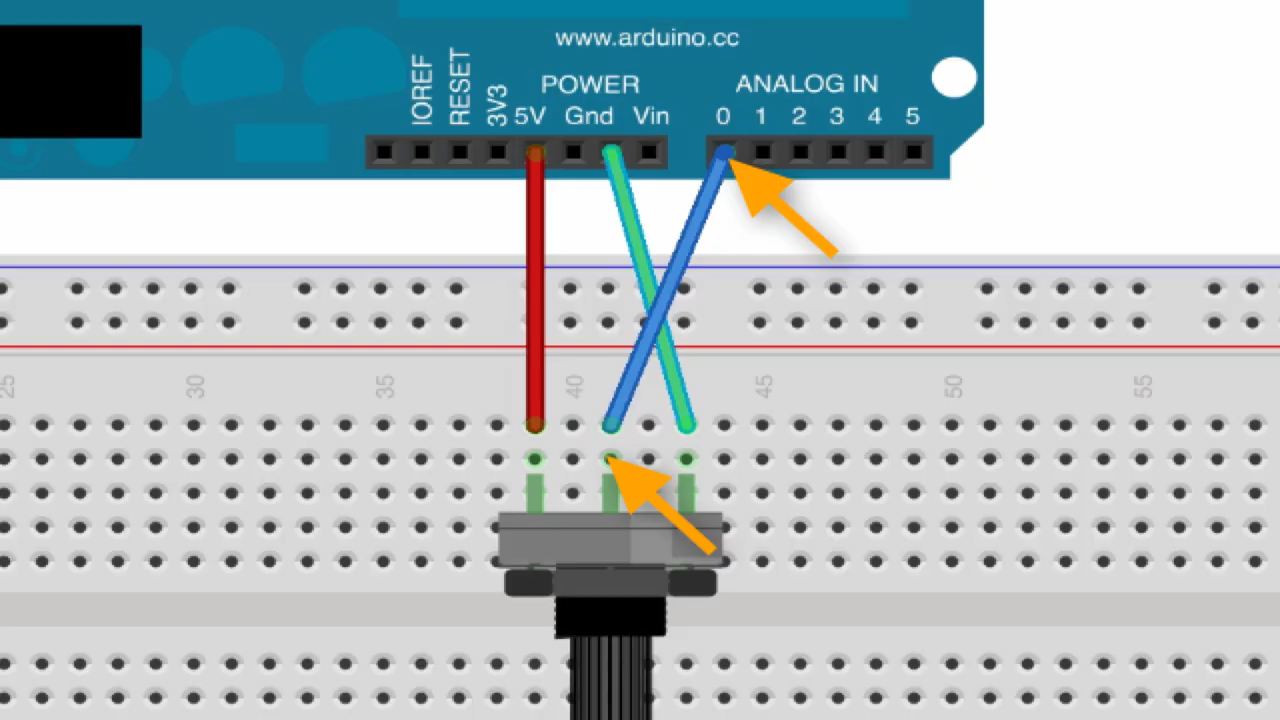 www.arduino.cc
POWER
ANALOG IN
IOREF
RESET
3V3
5V
Gnd
Vin
0
1
2
3
4
5
25
30
35
40
45
50
55